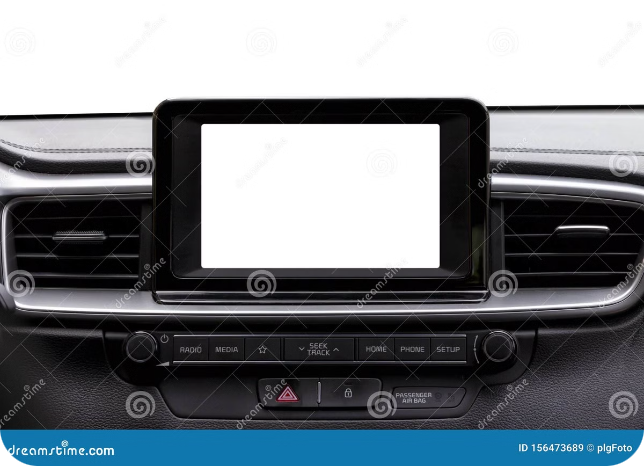 RADIO MEDIA SEEK TRACK HOME PHONE SETUP
PASSENGER
AIR BAG
dreamstime.com
ID 156473689 © plgFoto